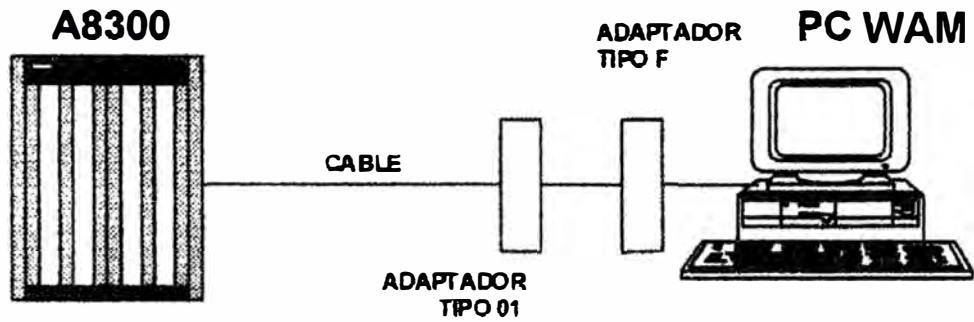 A8300
ADAPTADOR
TIPO F
PC WAM
CABLE
ADAPTADOR
TIPO 01